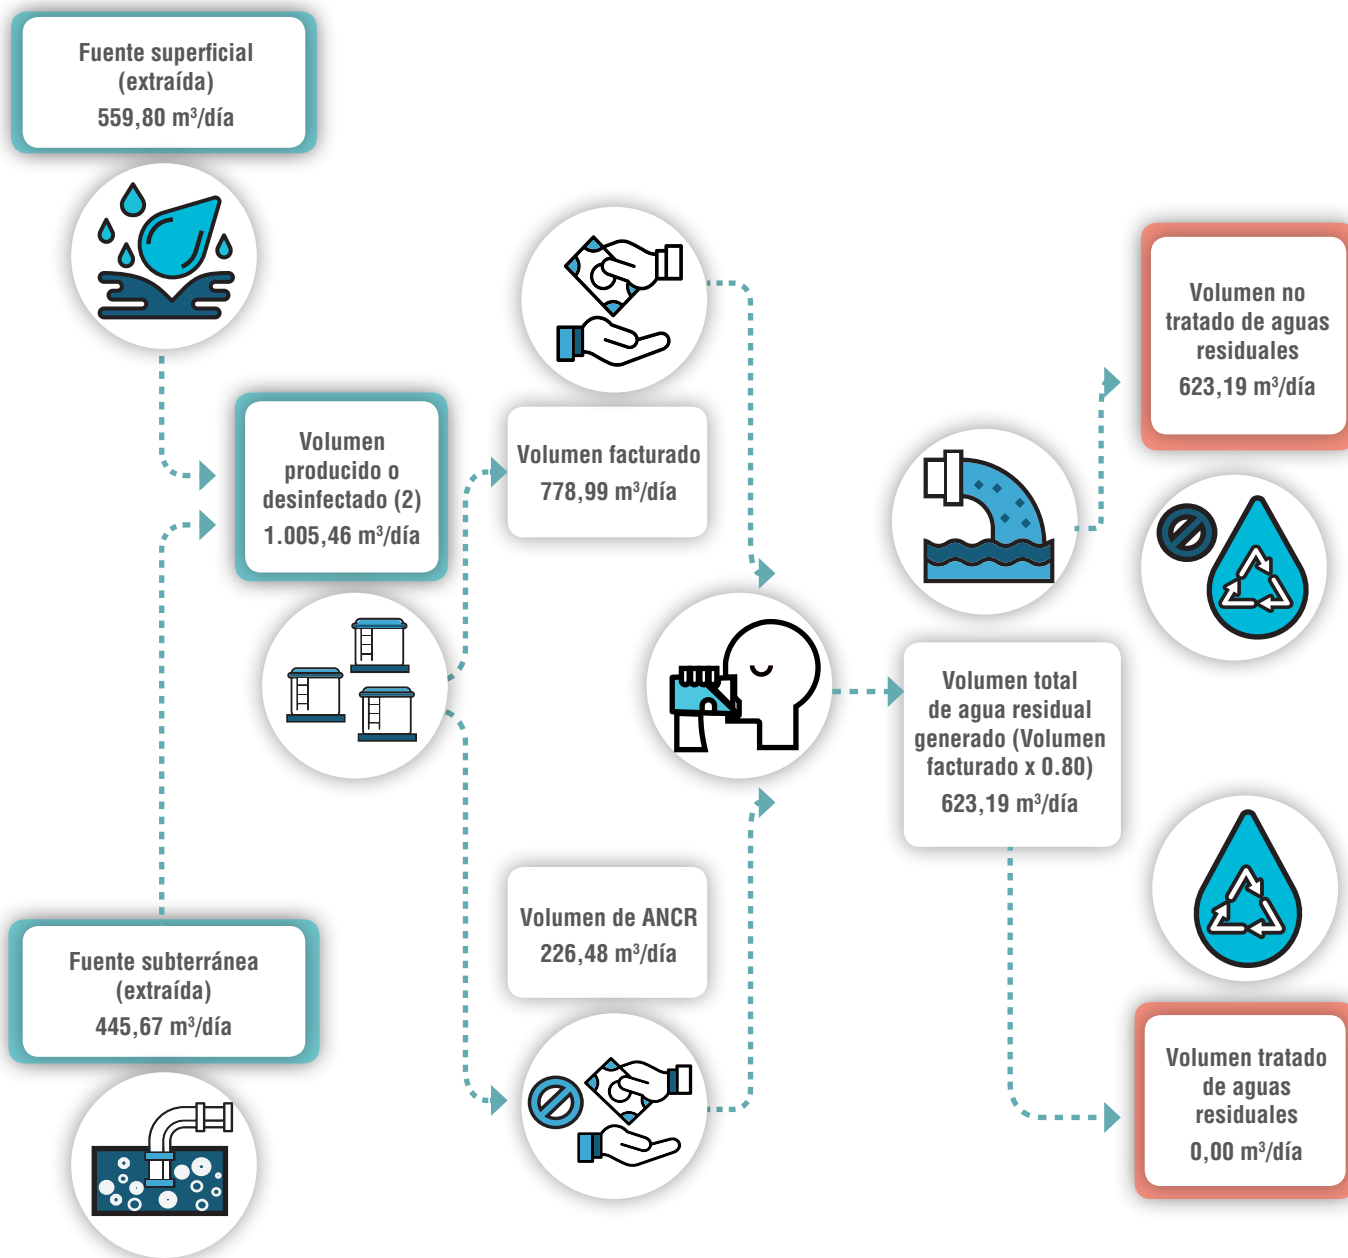 Fuente superficial
(extraída)
559,80 m³/día
Volumen
producido o
desinfectado (2)
1.005,46 m³/día
Fuente subterránea
(extraída)
445,67 m³/día
Volumen facturado
778,99 m³/día
Volumen de ANCR
226,48 m³/día
Volumen total
de agua residual
generado (Volumen
facturado x 0.80)
623,19 m³/día
Volumen no
tratado de aguas
residuales
623,19 m³/día
Volumen tratado
de aguas
residuales
0,00 m³/día